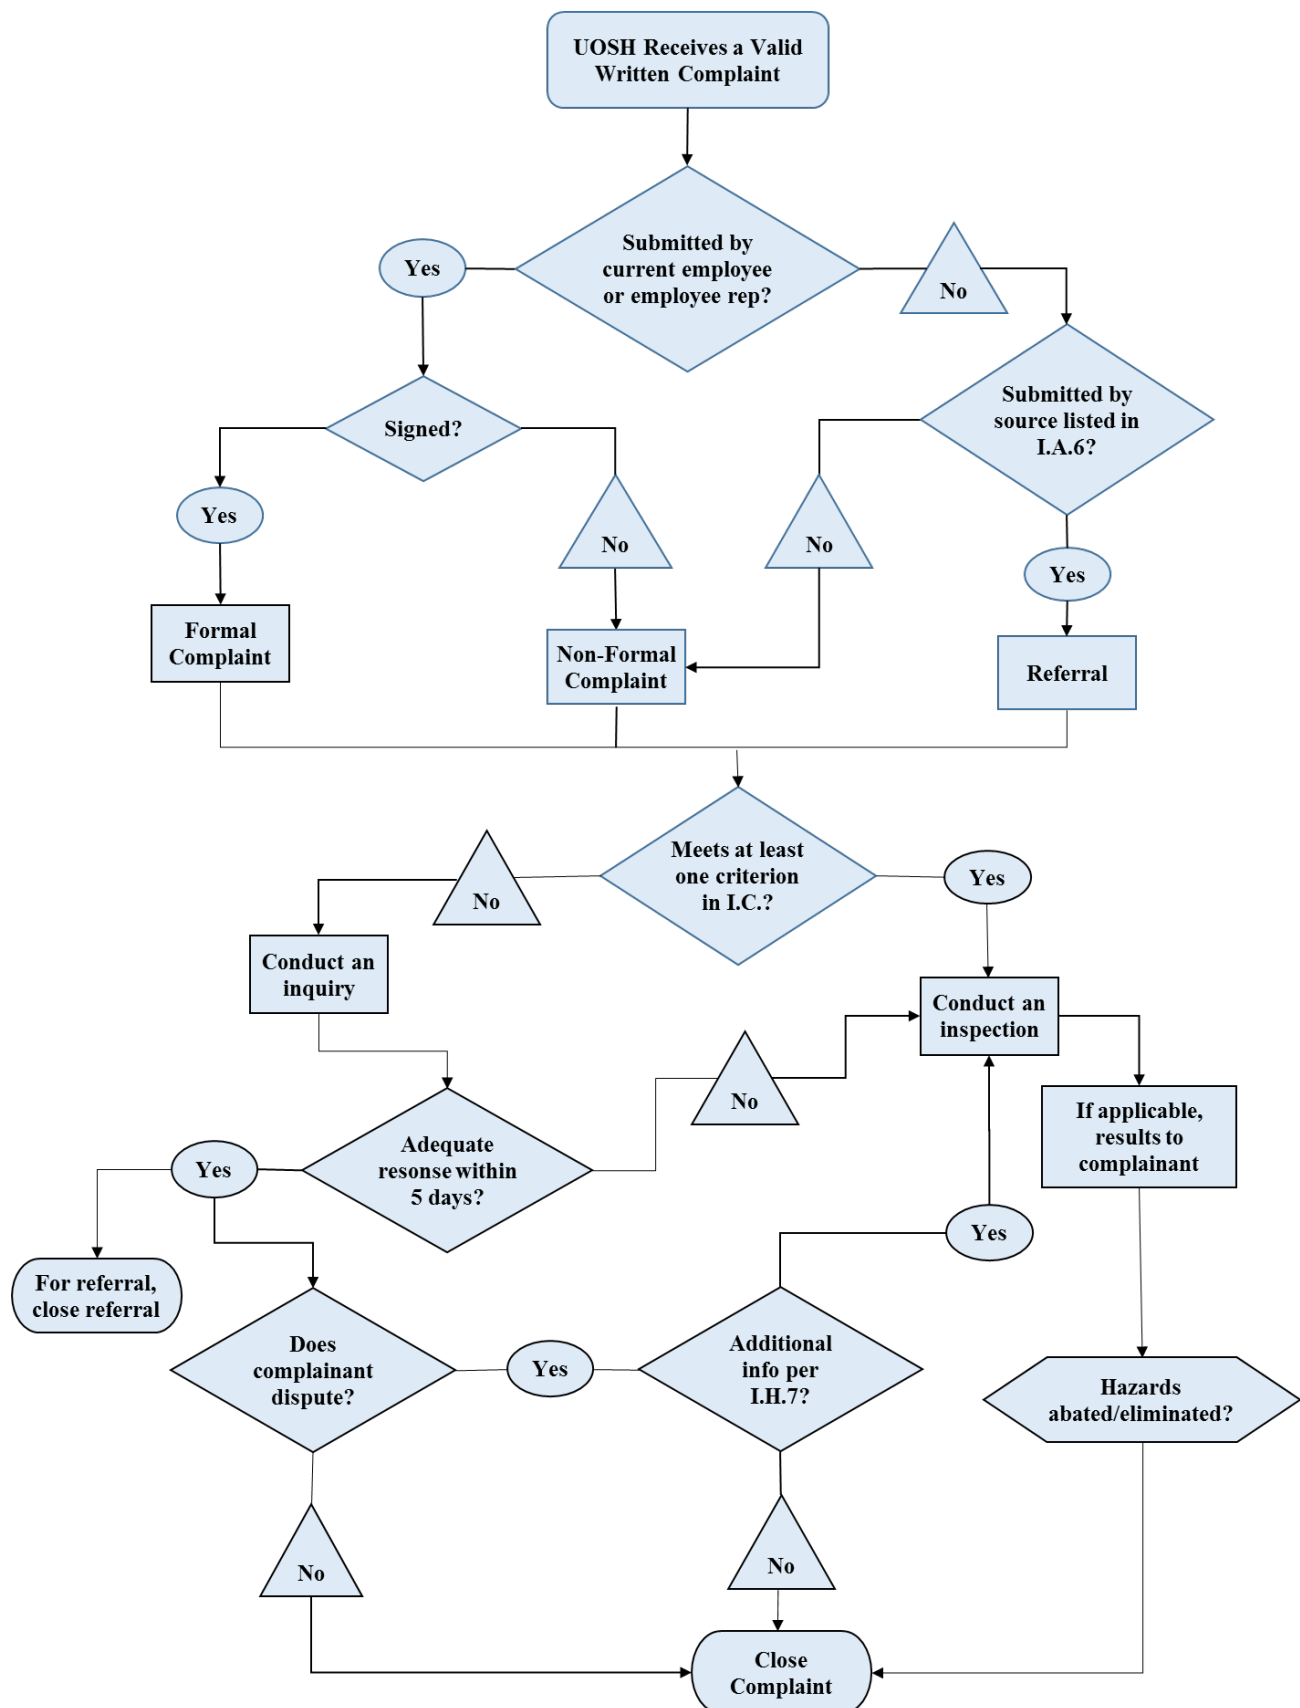 UOSH Receives a Valid
Written Complaint
Submitted by
current employee
or employee rep?
Yes
No
Signed?
Submitted by
source listed in
I.A.6?
Yes
No
No
Yes
Formal
Complaint
Non-Formal
Complaint
Referral
Meets at least
one criterion
in I.C.?
No
Yes
Conduct an
inquiry
Conduct an
inspection
No
If applicable,
results to
complainant
Adequate
resonse within
5 days?
Yes
Yes
For referral,
close referral
Does
complainant
dispute?
Yes
Additional
info per
I.H.7?
Hazards
abated/eliminated?
No
No
Close
Complaint